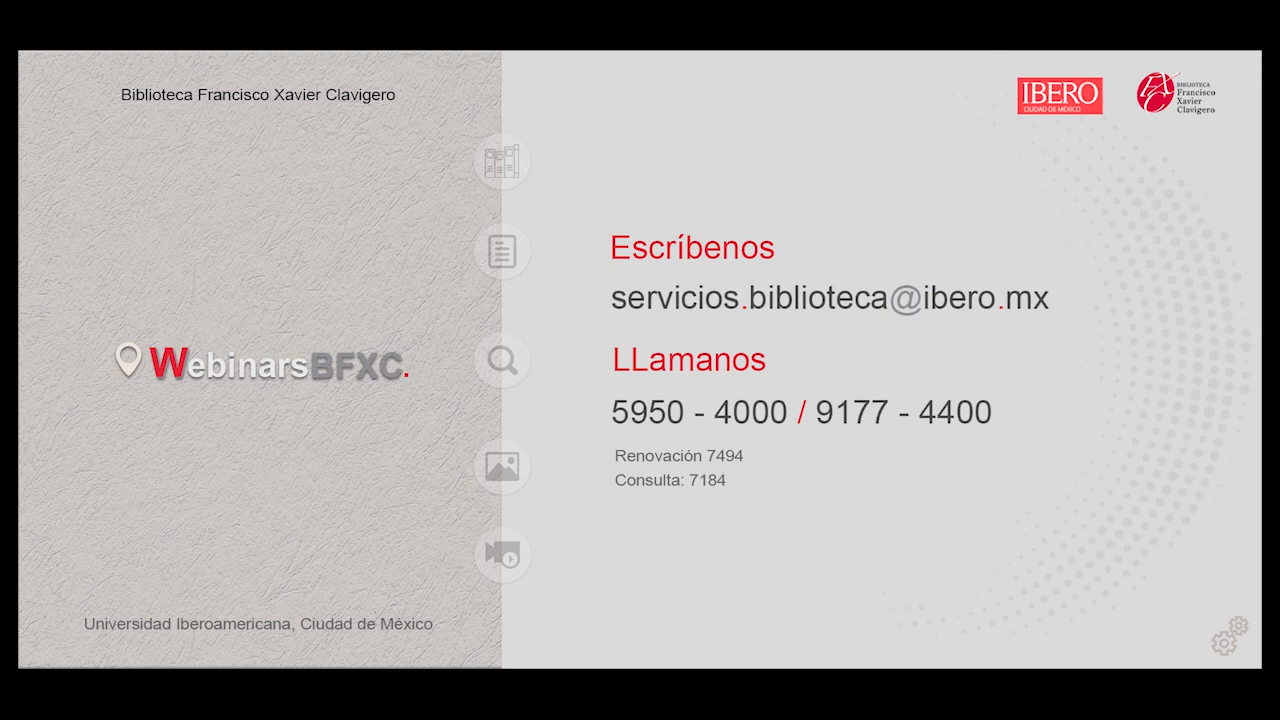 Biblioteca Francisco Xavier Clavigero
WebinarsBFXC.
Universidad Iberoamericana, Ciudad de México
IBERO
CIUDAD DE MÉXICO
BIBLIOTECA
Francisco
Xavier
Clavigero
Escríbenos
servicios.biblioteca@ibero.mx
LLamanos
5950 - 4000 / 9177 - 4400
Renovación 7494
Consulta: 7184